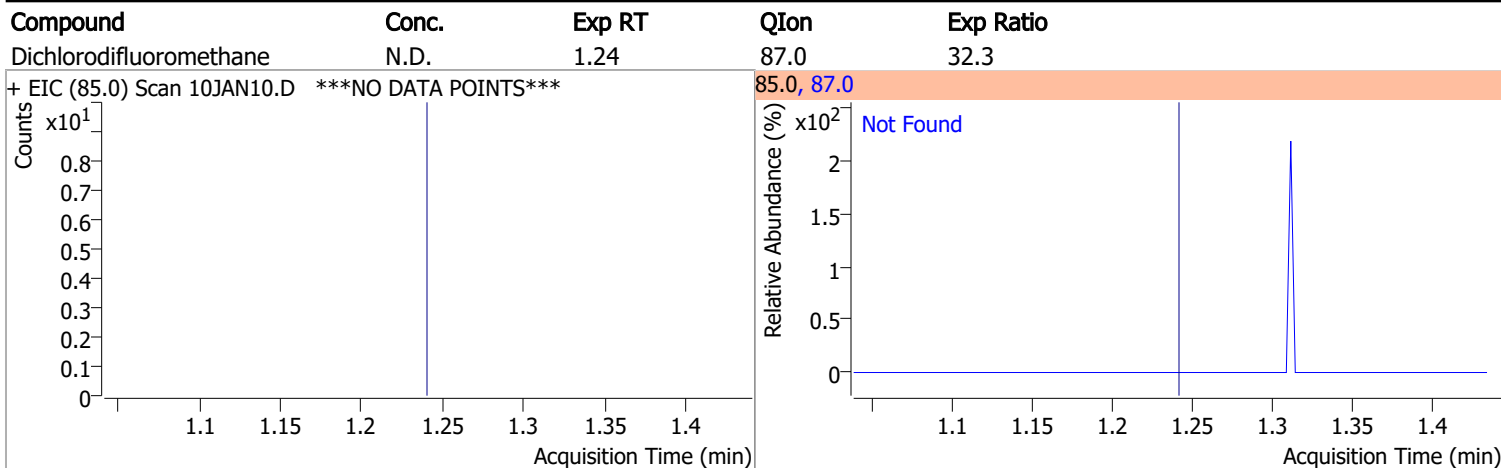 Compound Conc. Exp RT QIon Exp Ratio
Dichlorodifluoromethane N.D. 1.24 87.0 32.3
+ EIC (85.0) Scan 10JAN10.D ***NO DATA POINTS***
Counts
x10¹
0.8
0.7
0.6
0.5
0.4
0.3
0.2
0.1
0
1.1 1.15 1.2 1.25 1.3 1.35 1.4
Acquisition Time (min)
85.0, 87.0
Relative Abundance (%)
x10²
Not Found
2
1.5
1
0.5
0
1.1 1.15 1.2 1.25 1.3 1.35 1.4
Acquisition Time (min)